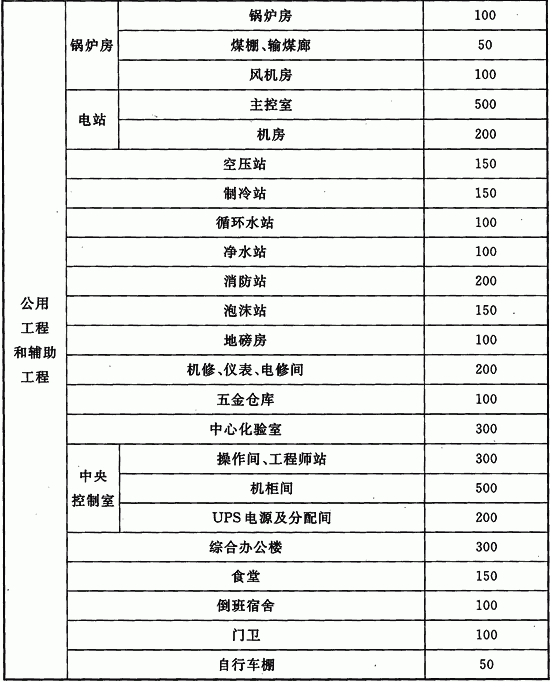 锅炉房 100
锅炉房 煤棚、输煤廊 50
风机房 100
电站 主控室 500
机房 200
空压站 150
制冷站 150
循环水站 100
净水站 100
消防站 200
泡沫站 150
公用
工程
和辅助
工程
地磅房 100
机修、仪表、电修间 200
五金仓库 100
中心化验室 300
中央
控制室
操作间、工程师站 300
机柜间 500
UPS电源及分配间 200
综合办公楼 300
食堂 150
倒班宿舍 100
门卫 100
自行车棚 50